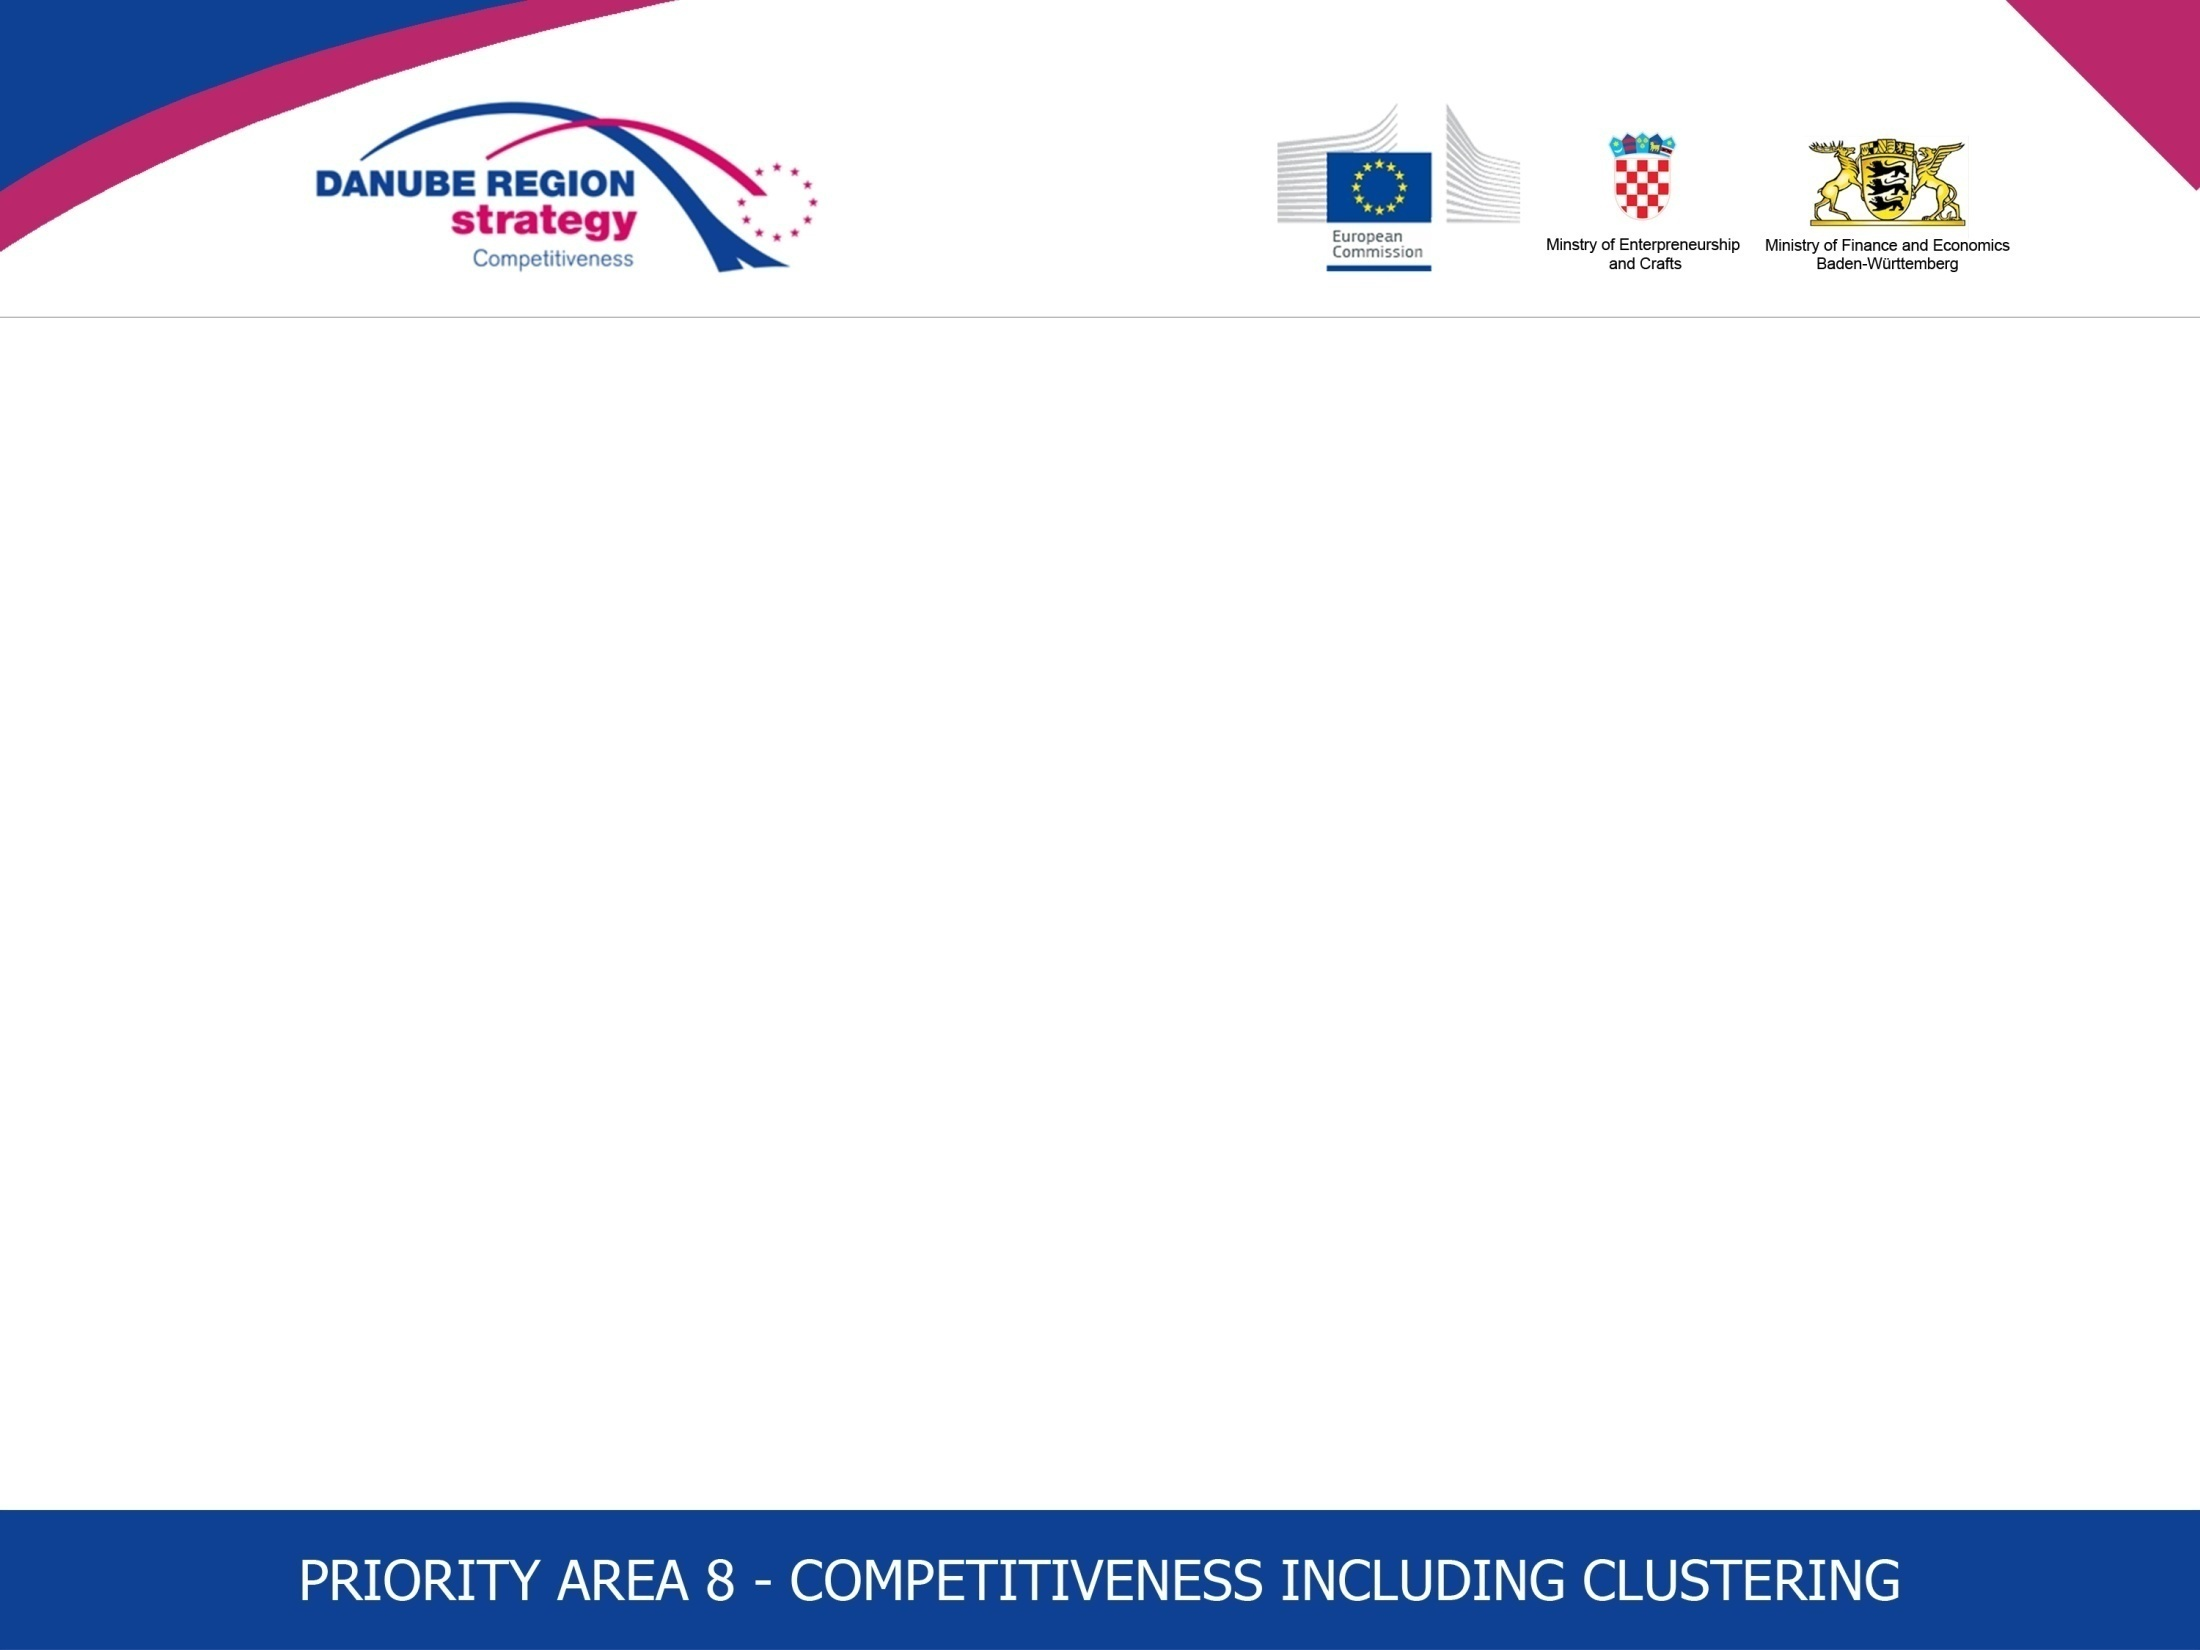 DANUBE REGION
strategy
Competitiveness
European
Commission
Minstry of Enterpreneurship
and Crafts
Ministry of Finance and Economics
Baden-Württemberg
PRIORITY AREA 8 - COMPETITIVENESS INCLUDING CLUSTERING